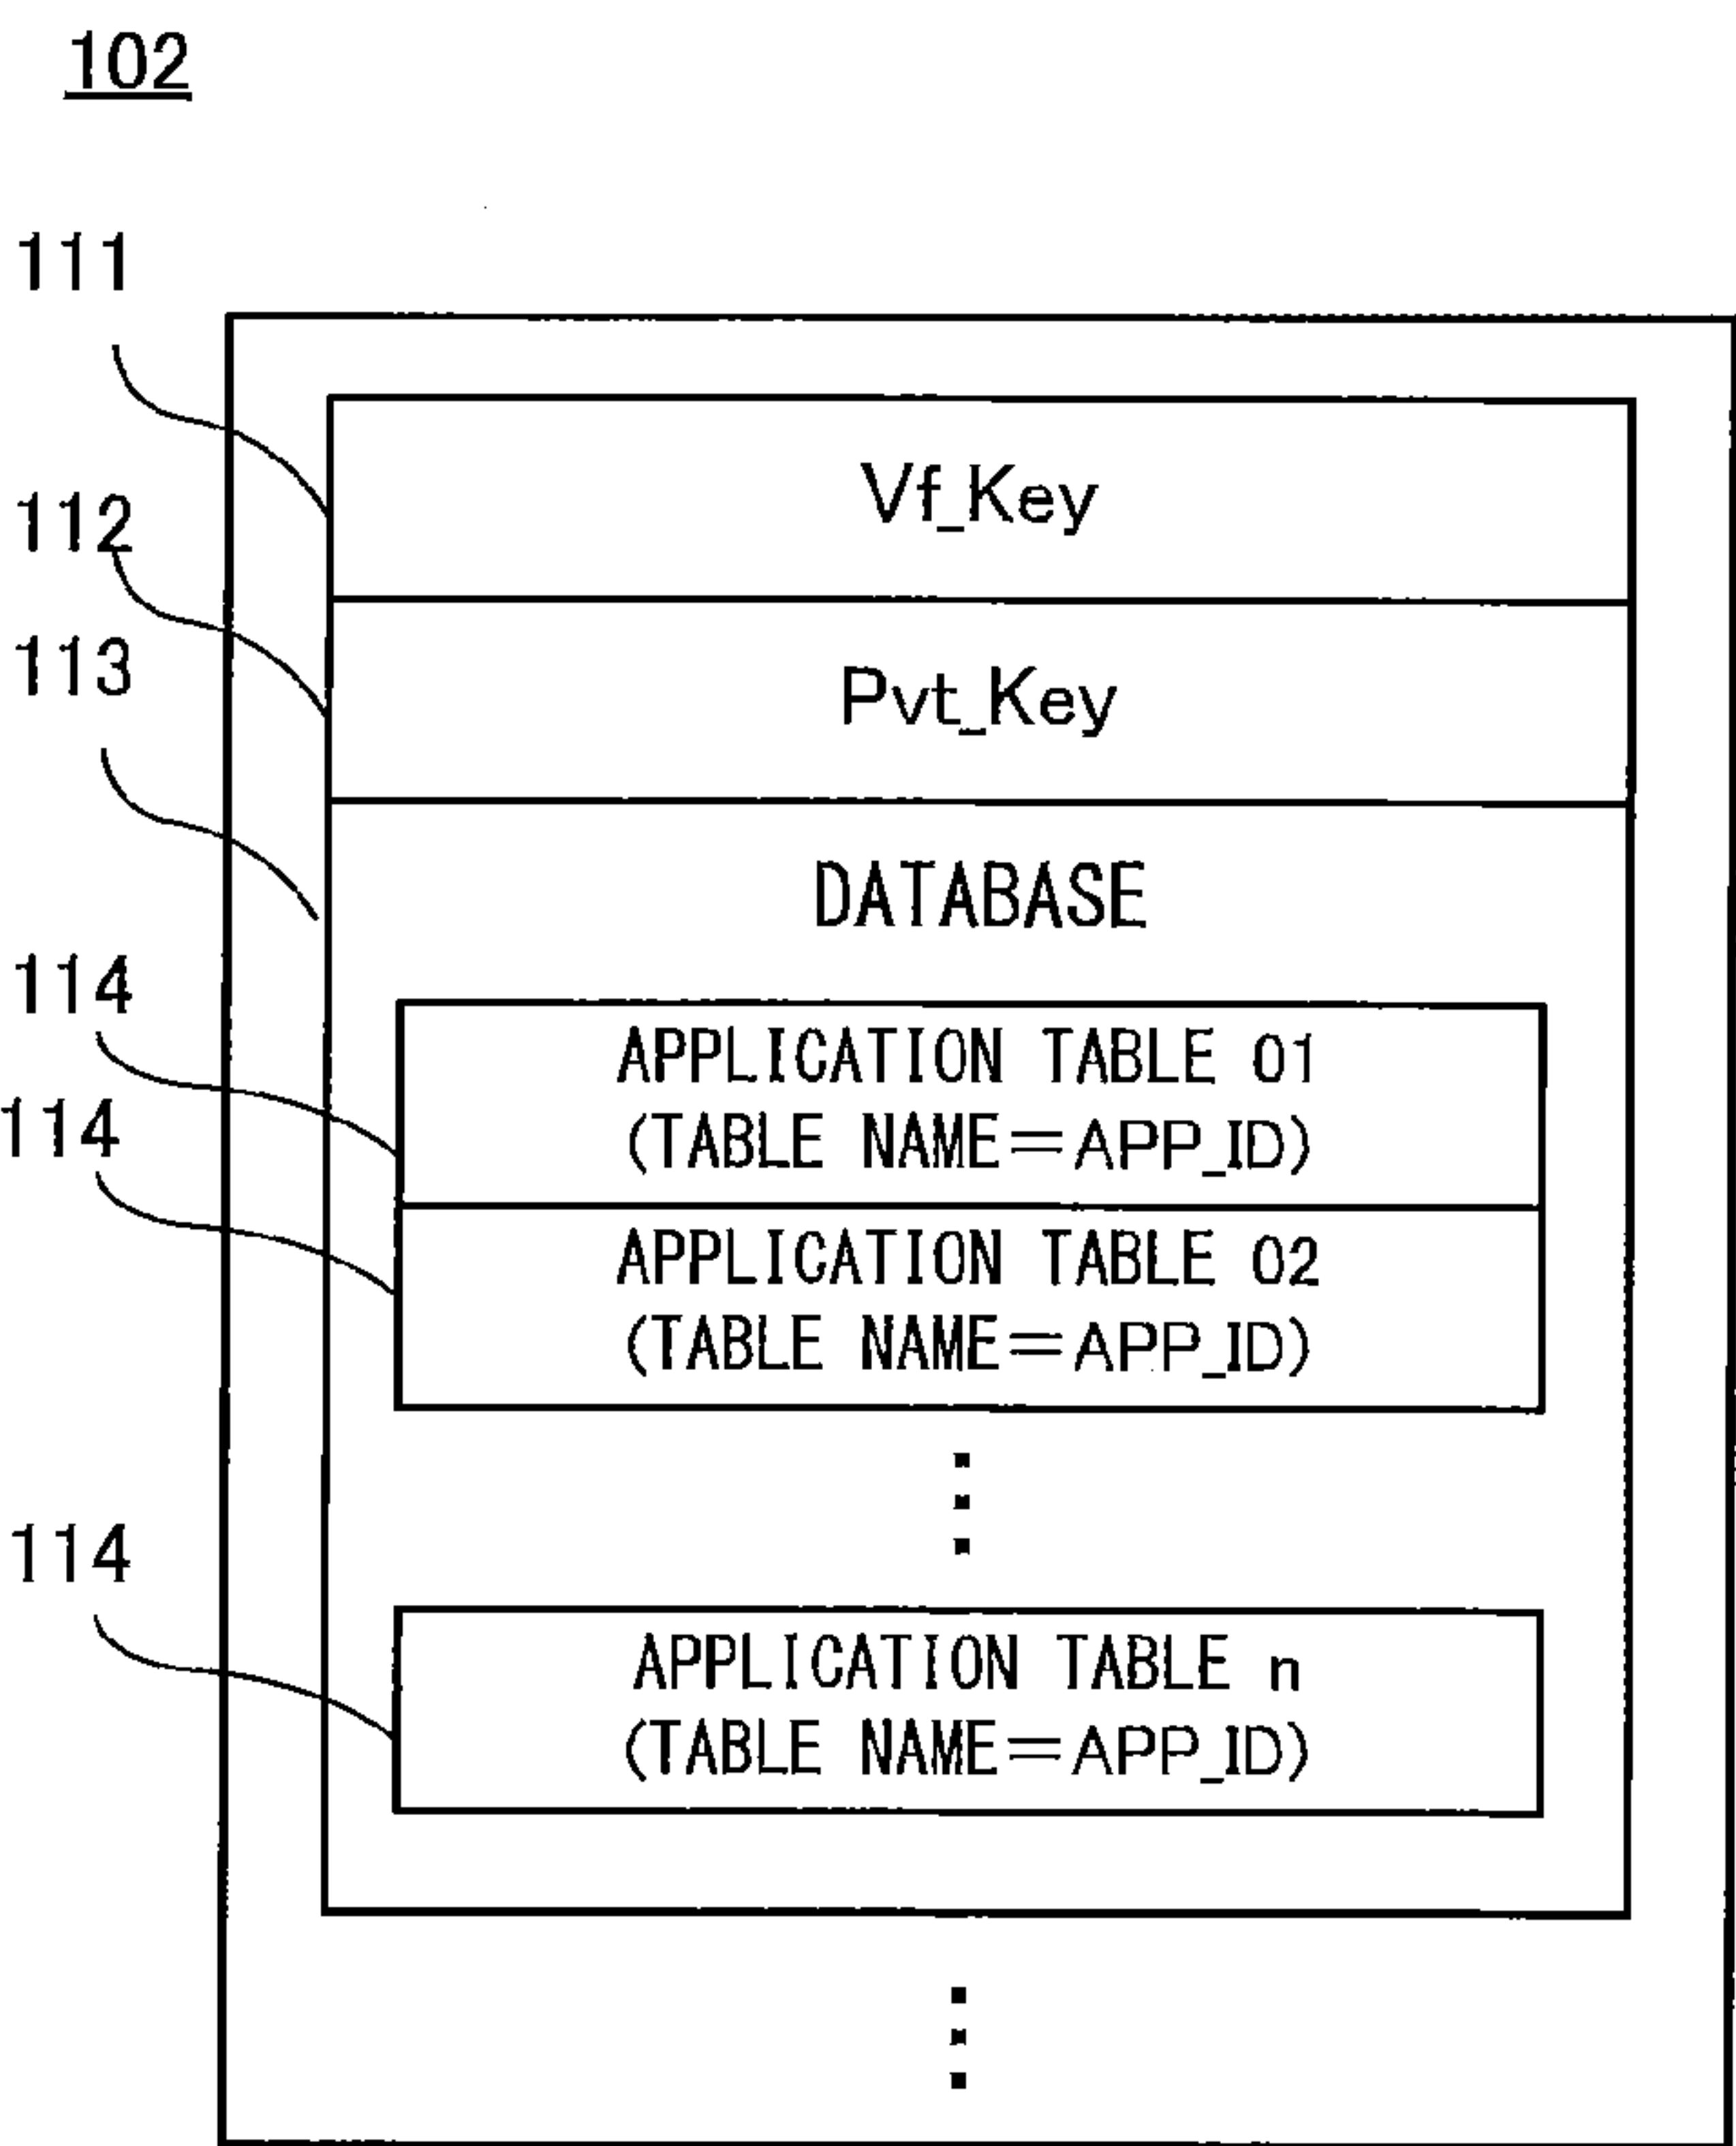 102
111
Vf_Key
112
Pvt_Key
113
DATABASE
114
APPLICATION TABLE 01
(TABLE NAME=APP_ID)
114
APPLICATION TABLE 02
(TABLE NAME=APP_ID)
114
APPLICATION TABLE n
(TABLE NAME=APP_ID)